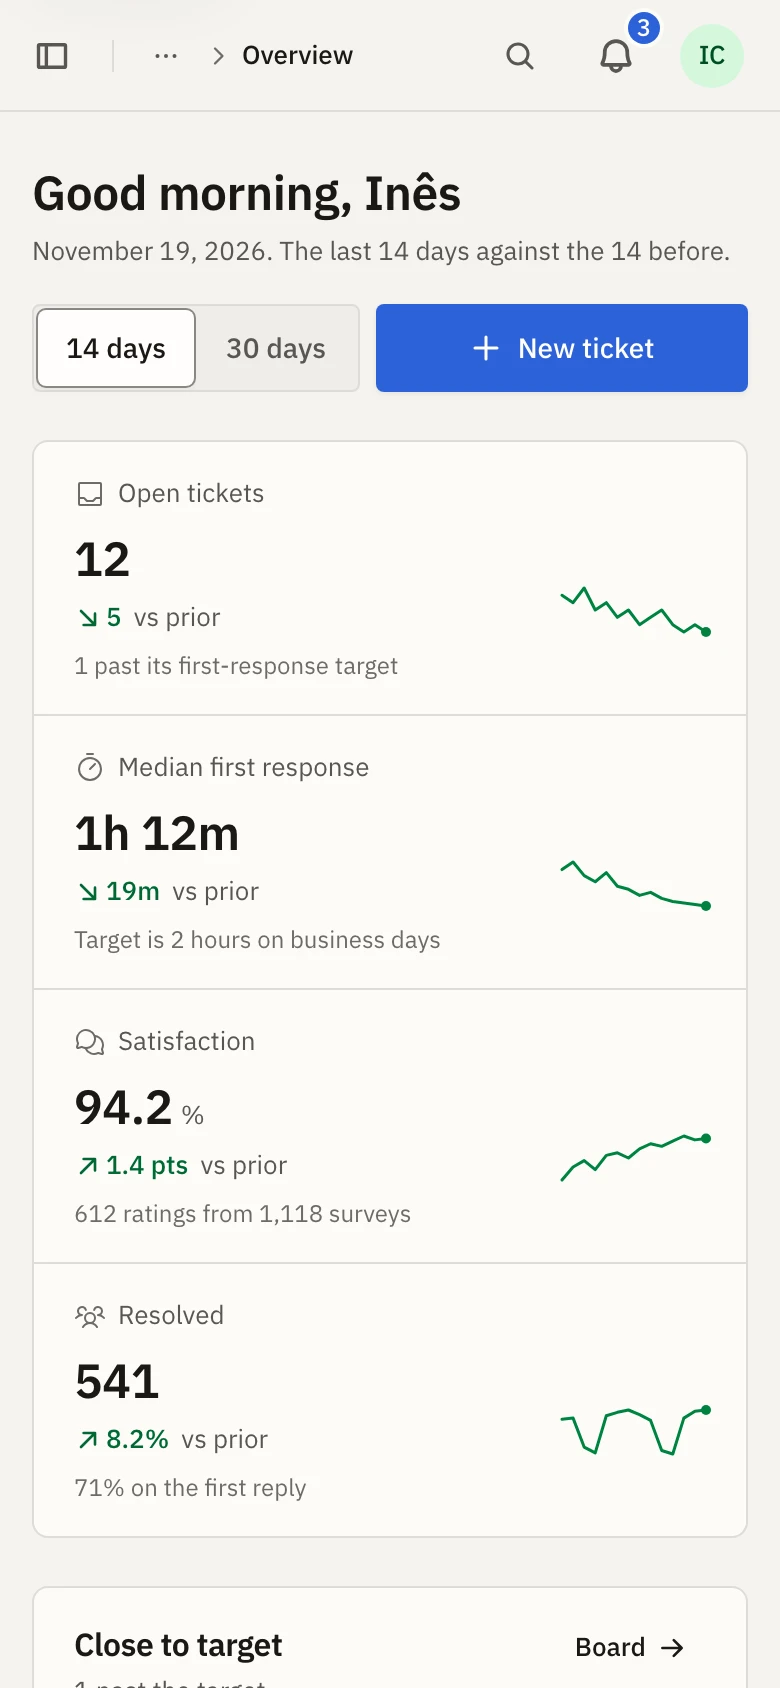 Overview
3
IC
Good morning, Inês
November 19, 2026. The last 14 days against the 14 before.
14 days
30 days
New ticket
Open tickets
12
5 vs prior
1 past its first-response target
Median first response
1h 12m
19m vs prior
Target is 2 hours on business days
Satisfaction
94.2 %
1.4 pts vs prior
612 ratings from 1,118 surveys
Resolved
541
8.2% vs prior
71% on the first reply
Close to target
Board
1 past the target